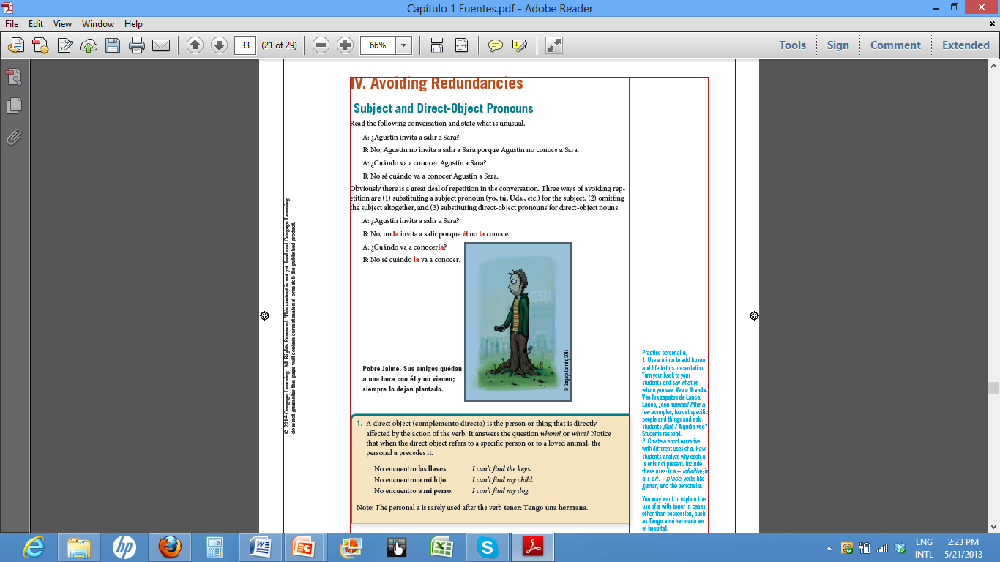 Capítulo 1 Fuentes.pdf - Adobe Reader
File Edit View Window Help
33 (21 of 29) 66% Tools Sign Comment Extended
IV. Avoiding Redundancies
Subject and Direct-Object Pronouns
Read the following conversation and state what is unusual.
A: ¿Agustín invita a salir a Sara?
B: No, Agustín no invita a salir a Sara porque Agustín no conoce a Sara.
A: ¿Cuándo va a conocer Agustín a Sara?
B: No sé cuándo va a conocer Agustín a Sara.
Obviously there is a great deal of repetition in the conversation. Three ways of avoiding rep-
etition are (1) substituting a subject pronoun (yo, tú, Uds., etc.) for the subject, (2) omitting
the subject altogether, and (3) substituting direct-object pronouns for direct-object nouns.
A: ¿Agustín invita a salir a Sara?
B: No, no la invita a salir porque él no la conoce.
A: ¿Cuándo va a conocerla?
B: No sé cuándo la va a conocer.
Pobre Jaime. Sus amigos quedan
a una hora con él y no vienen;
siempre lo dejan plantado.
© Cengage Learning 2015
1. A direct object (complemento directo) is the person or thing that is directly
affected by the action of the verb. It answers the question whom? or what? Notice
that when the direct object refers to a specific person or to a loved animal, the
personal a precedes it.
No encuentro las llaves. I can't find the keys.
No encuentro a mi hijo. I can't find my child.
No encuentro a mi perro. I can't find my dog.
Note: The personal a is rarely used after the verb tener: Tengo una hermana.
© 2014 Cengage Learning. All Rights Reserved. This content is not yet final and Cengage Learning
does not guarantee this page will contain current material or match the published product.
Practice personal a:
1. Use a mirror to add humor
and life to this presentation.
Turn your back to your
students and say what or
whom you see. Veo a Brenda.
Veo los zapatos de Lance.
Lance, ¿son nuevos? After a
few examples, look at specific
people and things and ask
students ¿Qué / A quién veo?
Students respond.
2. Create a short narrative
with different uses of a. Have
students analyze why each a
is or is not present. Include
these uses: ir a + infinitive; ir
a + art. + place; verbs like
gustar, and the personal a.
You may want to explain the
use of a with tener in cases
other than possession, such
as Tengo a mi hermana en
el hospital.
ENG
INTL
2:23 PM
5/21/2013